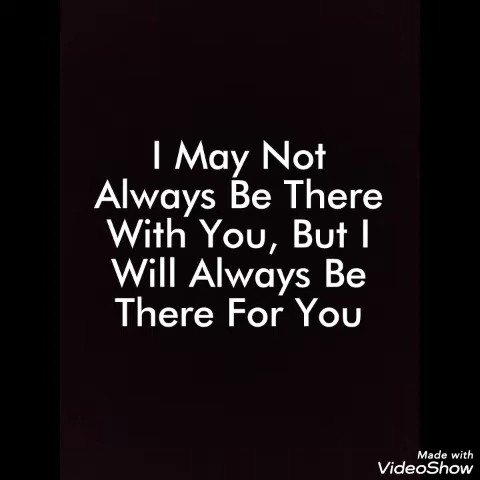 I May Not
Always Be There
With You, But I
Will Always Be
There For You
Made with
VideoShow